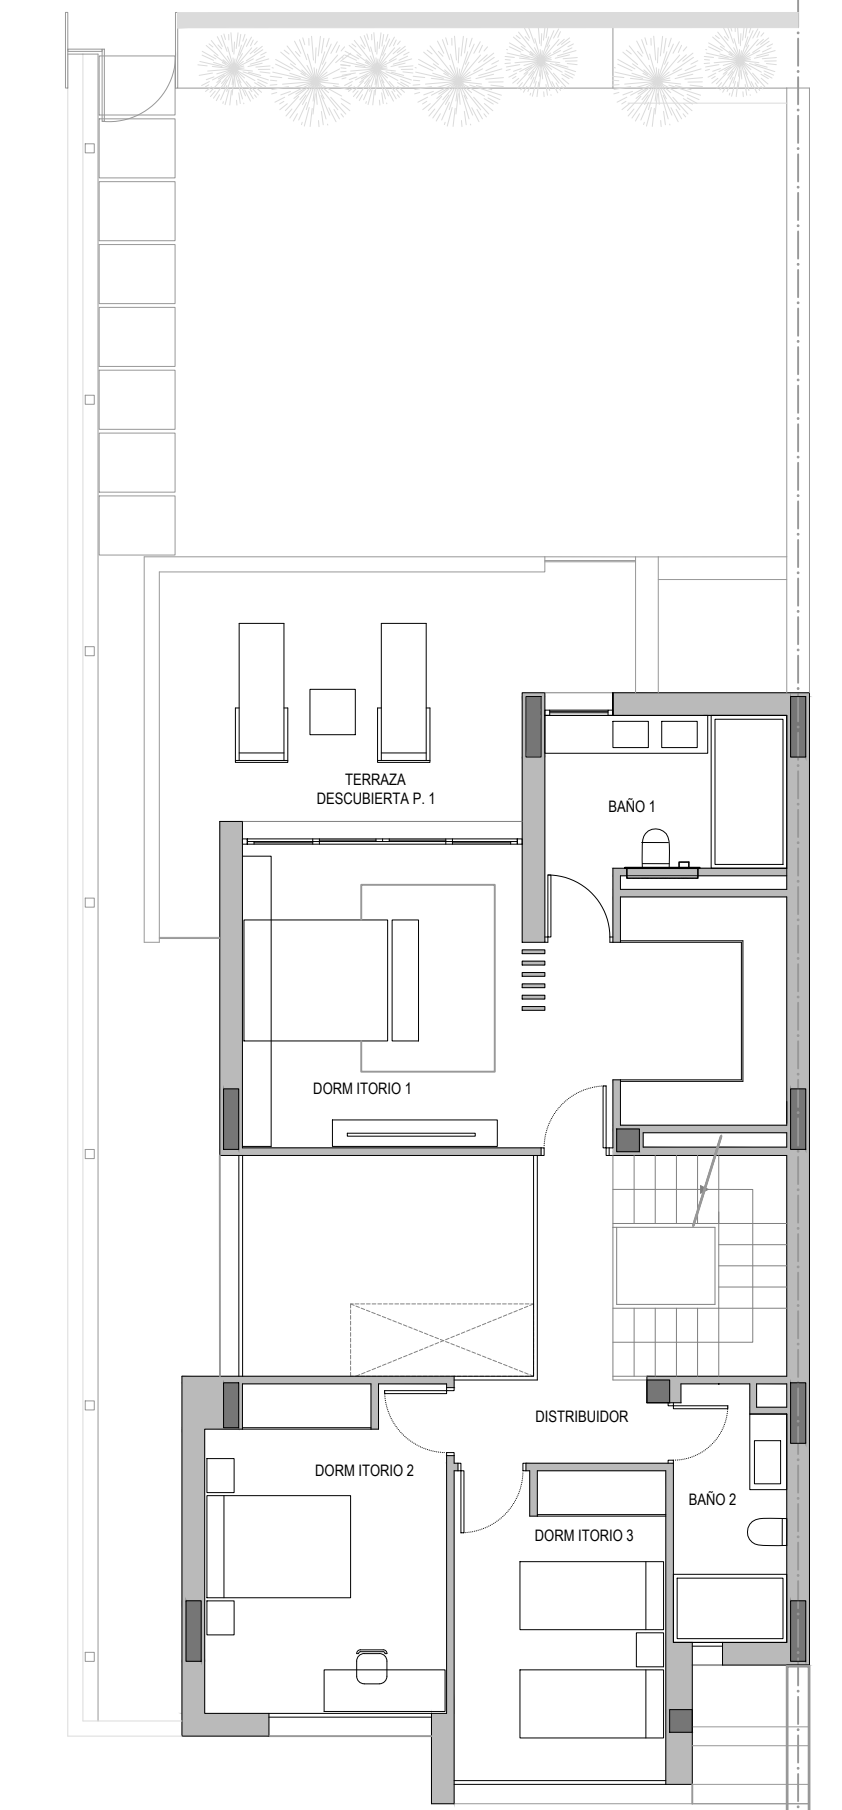 TERRAZA
DESCUBIERTA P. 1
BAÑO 1
DORM ITORIO 1
DISTRIBUIDOR
DORM ITORIO 2
BAÑO 2
DORM ITORIO 3